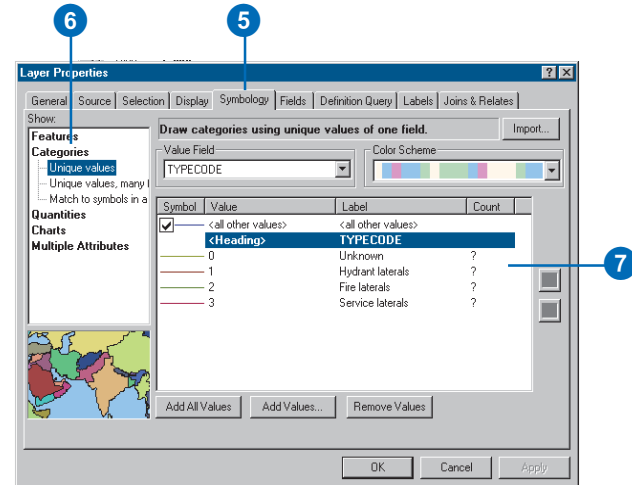 6
5
Layer Properties
General Source Selection Display Symbology Fields Definition Query Labels Joins & Relates
Show:
Features
Categories
Unique values
Unique values, many
Match to symbols in a
Quantities
Charts
Multiple Attributes
Draw categories using unique values of one field.
Import...
Value Field
TYPECODE
Color Scheme
Symbol Value Label Count
<all other values> <all other values>
<Heading> TYPECODE
0 Unknown ?
1 Hydrant laterals ?
2 Fire laterals ?
3 Service laterals ?
7
Add All Values Add Values... Remove Values
OK Cancel Apply